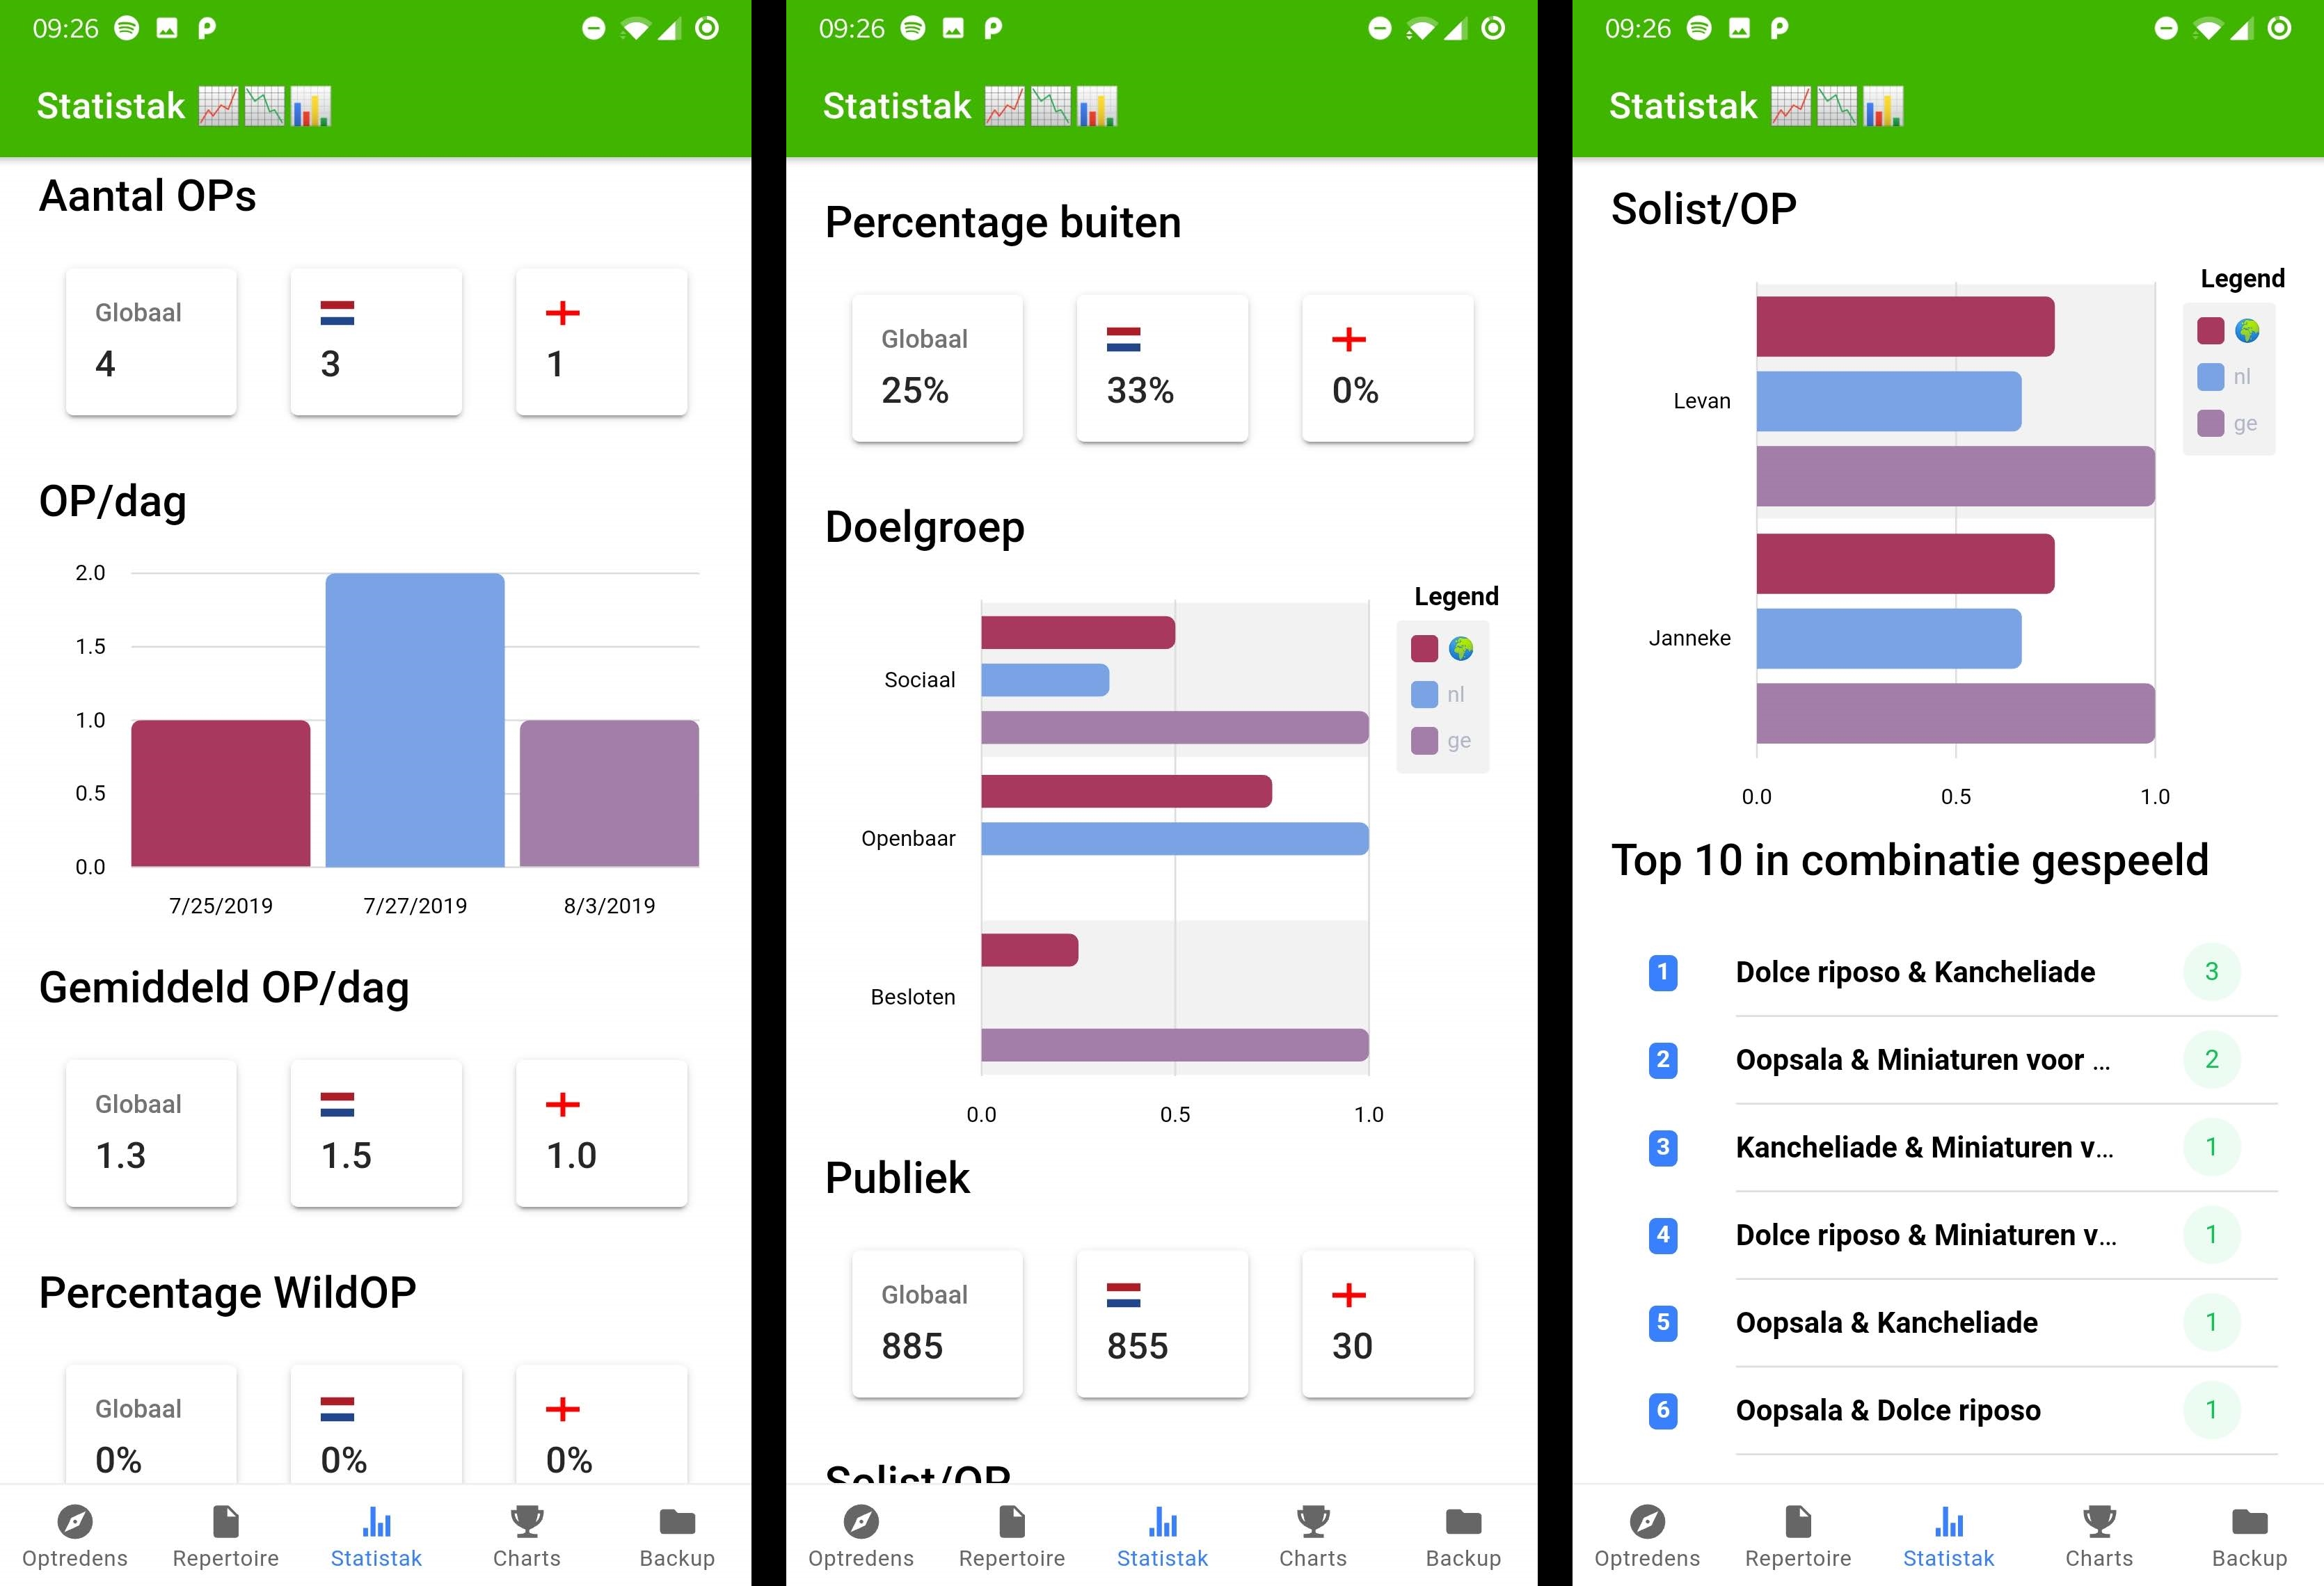 09:26
Statistak
Aantal OPs
Globaal
4
3
1
OP/dag
2.0
1.5
1.0
0.5
0.0
7/25/2019
7/27/2019
8/3/2019
Gemiddeld OP/dag
Globaal
1.3
1.5
1.0
Percentage WildOP
Globaal
0%
0%
0%
Optredens
Repertoire
Statistak
Charts
Backup
09:26
Statistak
Percentage buiten
Globaal
25%
33%
0%
Doelgroep
Legend
nl
ge
Sociaal
Openbaar
Besloten
0.0
0.5
1.0
Publiek
Globaal
885
855
30
Solist/OP
Optredens
Repertoire
Statistak
Charts
Backup
09:26
Statistak
Solist/OP
Legend
nl
ge
Levan
Janneke
0.0
0.5
1.0
Top 10 in combinatie gespeeld
1 Dolce riposo & Kancheliade 3
2 Oopsala & Miniaturen voor ... 2
3 Kancheliade & Miniaturen v... 1
4 Dolce riposo & Miniaturen v... 1
5 Oopsala & Kancheliade 1
6 Oopsala & Dolce riposo 1
Optredens
Repertoire
Statistak
Charts
Backup